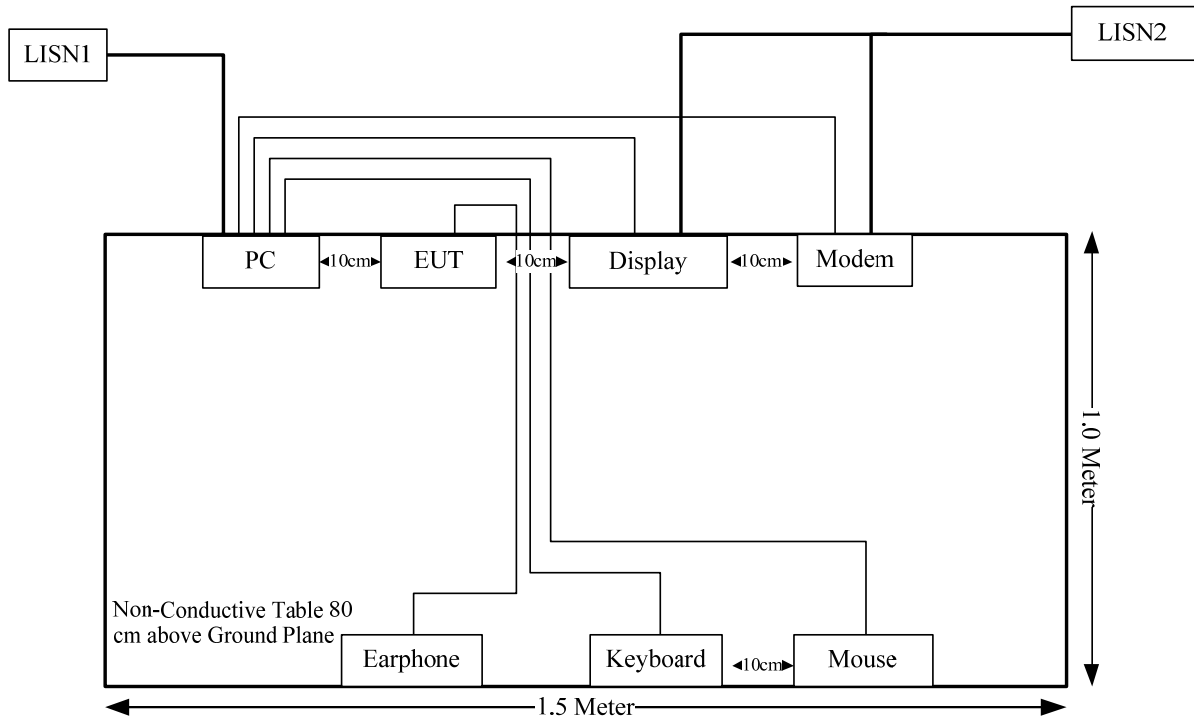 LISN1
LISN2
PC
10cm
EUT
10cm
Display
10cm
Modem
1.0 Meter
Non-Conductive Table 80
cm above Ground Plane
Earphone
Keyboard
10cm
Mouse
1.5 Meter